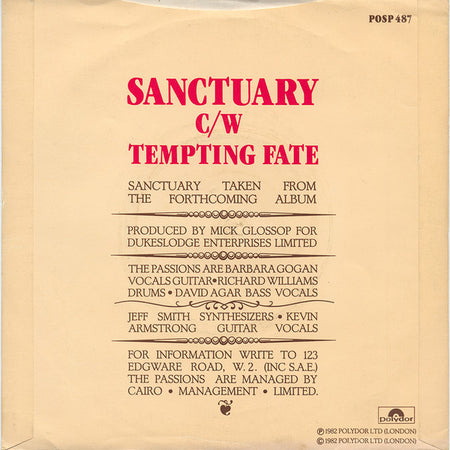 POSP 487
SANCTUARY
C/W
TEMPTING FATE
SANCTUARY TAKEN FROM
THE FORTHCOMING ALBUM
PRODUCED BY MICK GLOSSOP FOR
DUKESLODGE ENTERPRISES LIMITED
THE PASSIONS ARE BARBARA GOGAN
VOCALS GUITAR•RICHARD WILLIAMS
DRUMS • DAVID AGAR BASS VOCALS
JEFF SMITH SYNTHESIZERS • KEVIN
ARMSTRONG GUITAR VOCALS
FOR INFORMATION WRITE TO 123
EDGWARE ROAD, W.2. (INC S.A.E.)
THE PASSIONS ARE MANAGED BY
CAIRO • MANAGEMENT • LIMITED.
polydor
Ⓟ 1982 POLYDOR LTD (LONDON)
© 1982 POLYDOR LTD (LONDON)